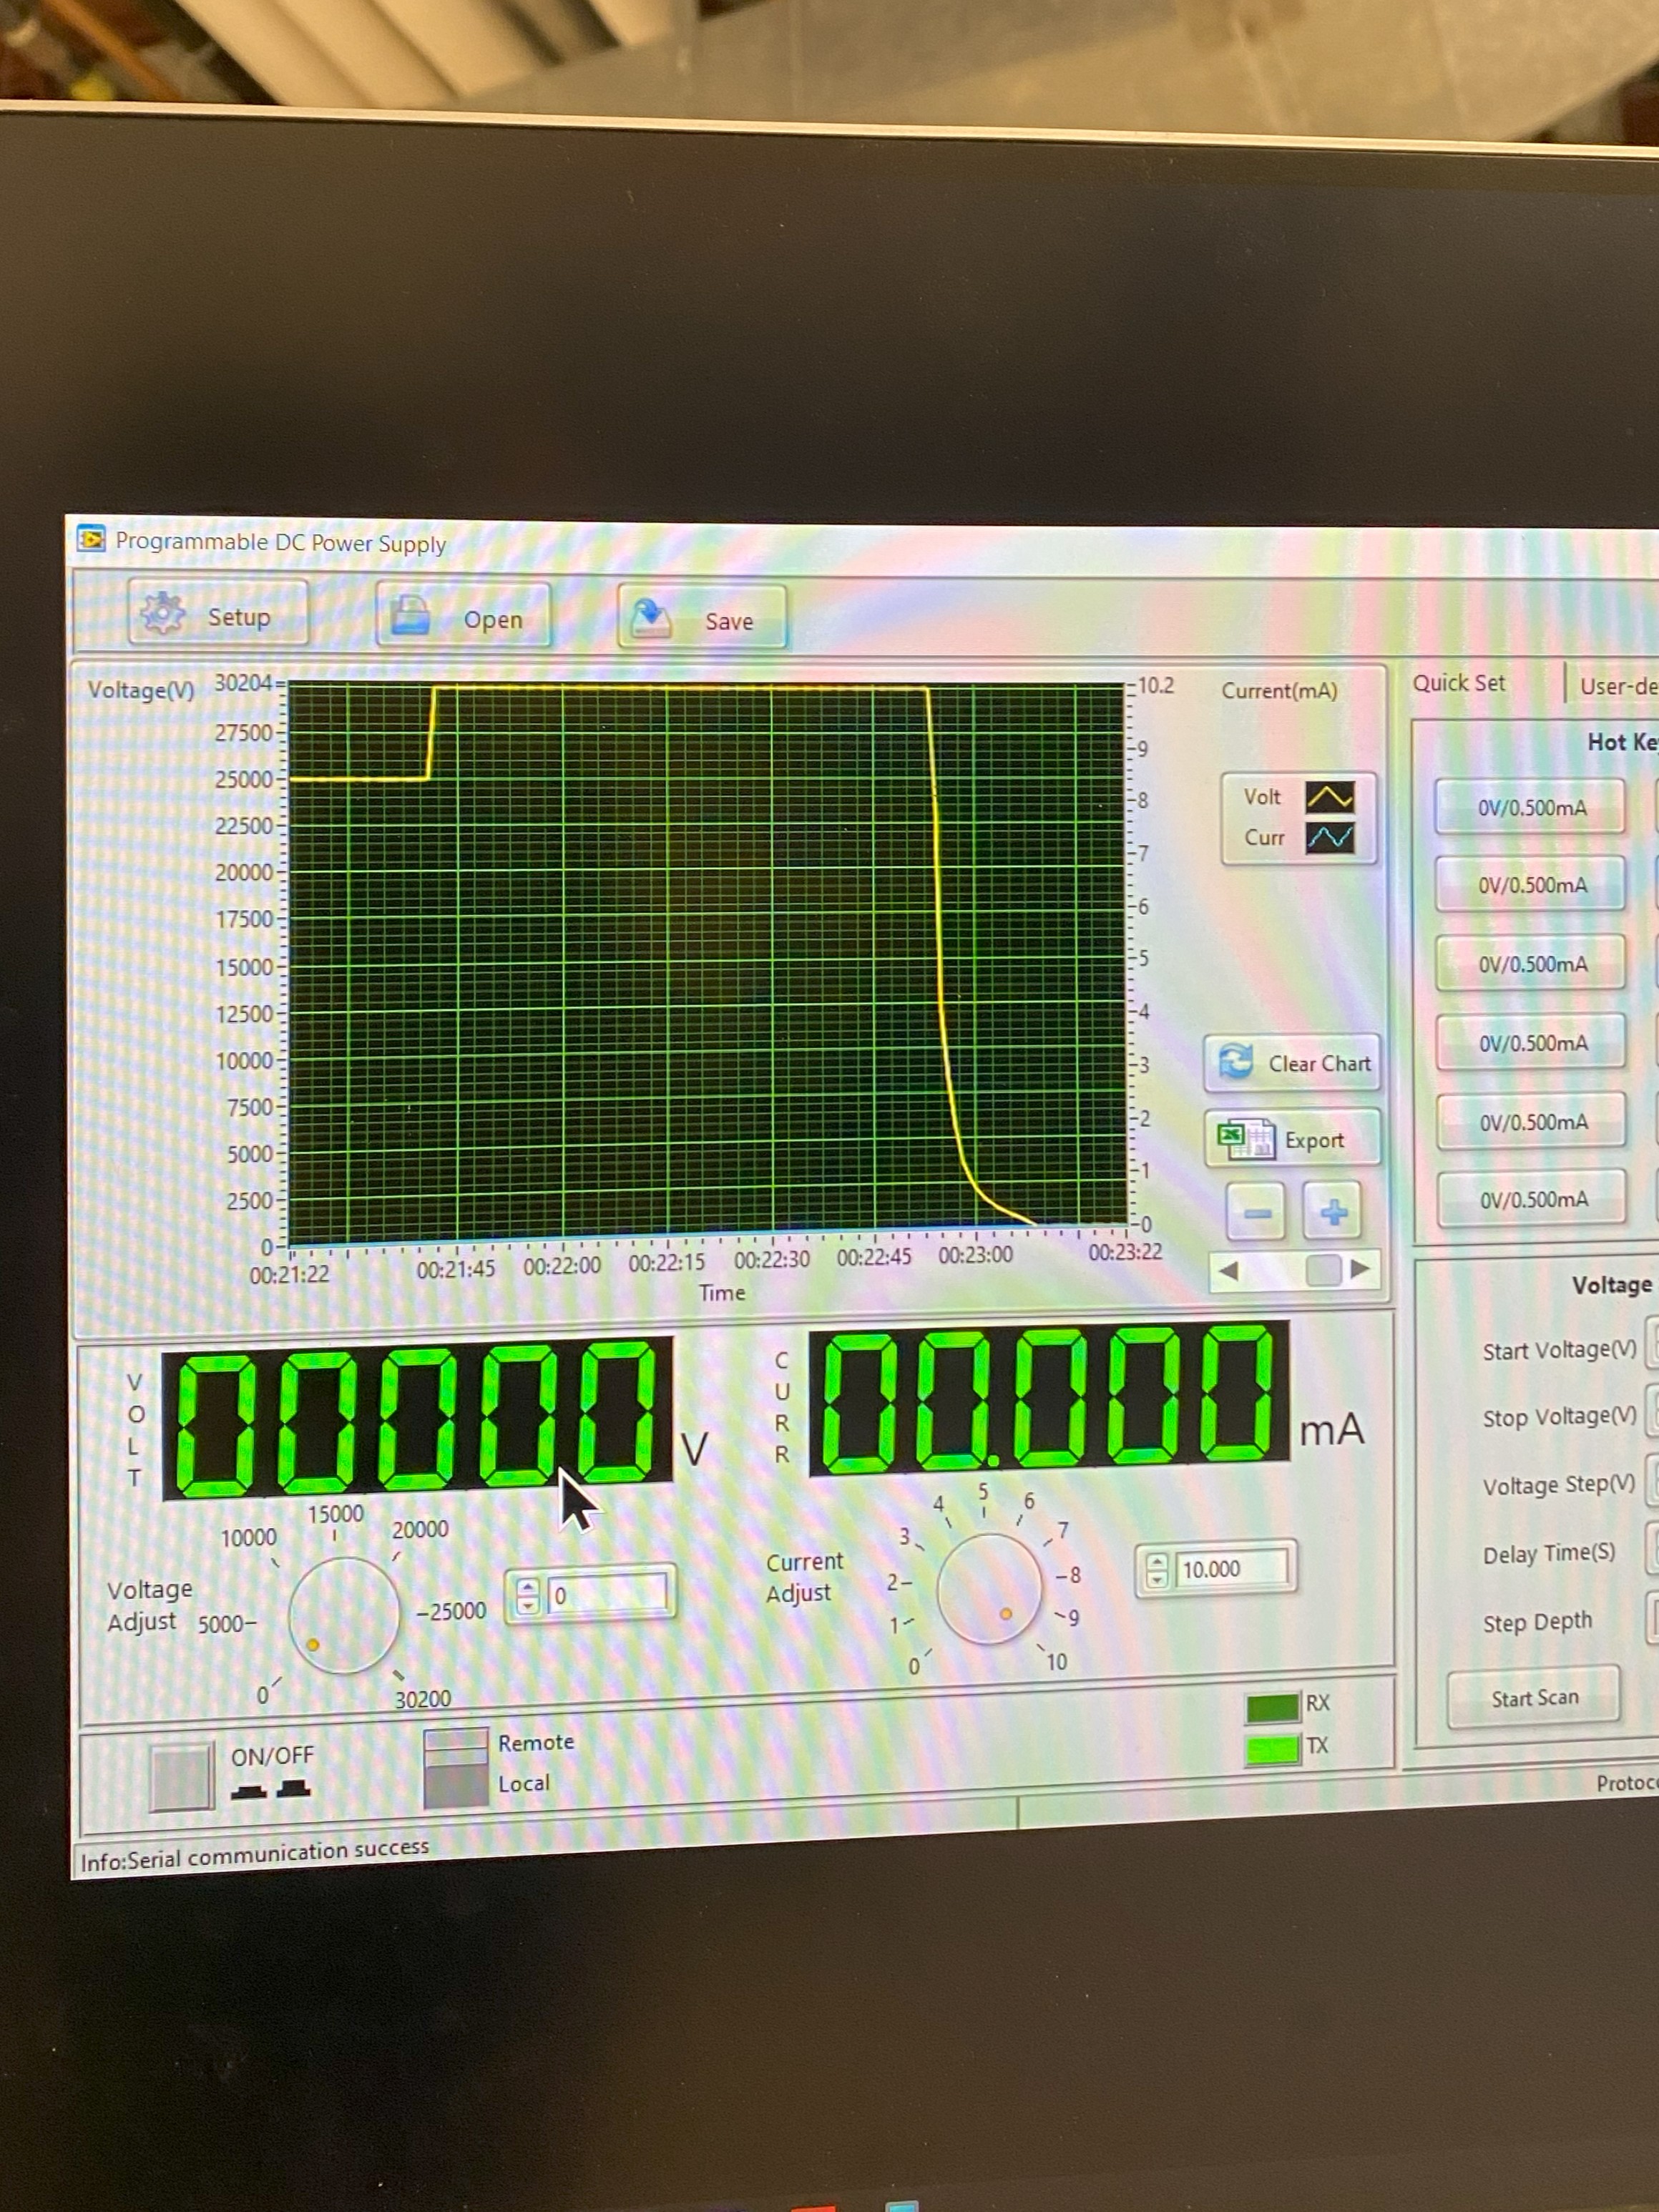 Programmable DC Power Supply
Setup Open Save
Voltage(V) 30204 10.2 Current(mA)
27500 9
25000 8
22500 7
20000 6
17500 5
15000 4
12500 3
10000 2
7500 1
5000 0
2500
0
Volt
Curr
Clear Chart
Export
00:21:22 00:21:45 00:22:00 00:22:15 00:22:30 00:22:45 00:23:00 00:23:22
Time
VOLT 00000 V
CURR 00.000 mA
Voltage Adjust
0 5000 10000 15000 20000 25000 30200
0
Current Adjust
0 1 2 3 4 5 6 7 8 9 10
10.000
ON/OFF
Remote
Local
RX
TX
Info:Serial communication success
Quick Set
User-de
Hot Ke
0V/0.500mA
0V/0.500mA
0V/0.500mA
0V/0.500mA
0V/0.500mA
0V/0.500mA
Voltage
Start Voltage(V)
Stop Voltage(V)
Voltage Step(V)
Delay Time(S)
Step Depth
Start Scan
Protoc